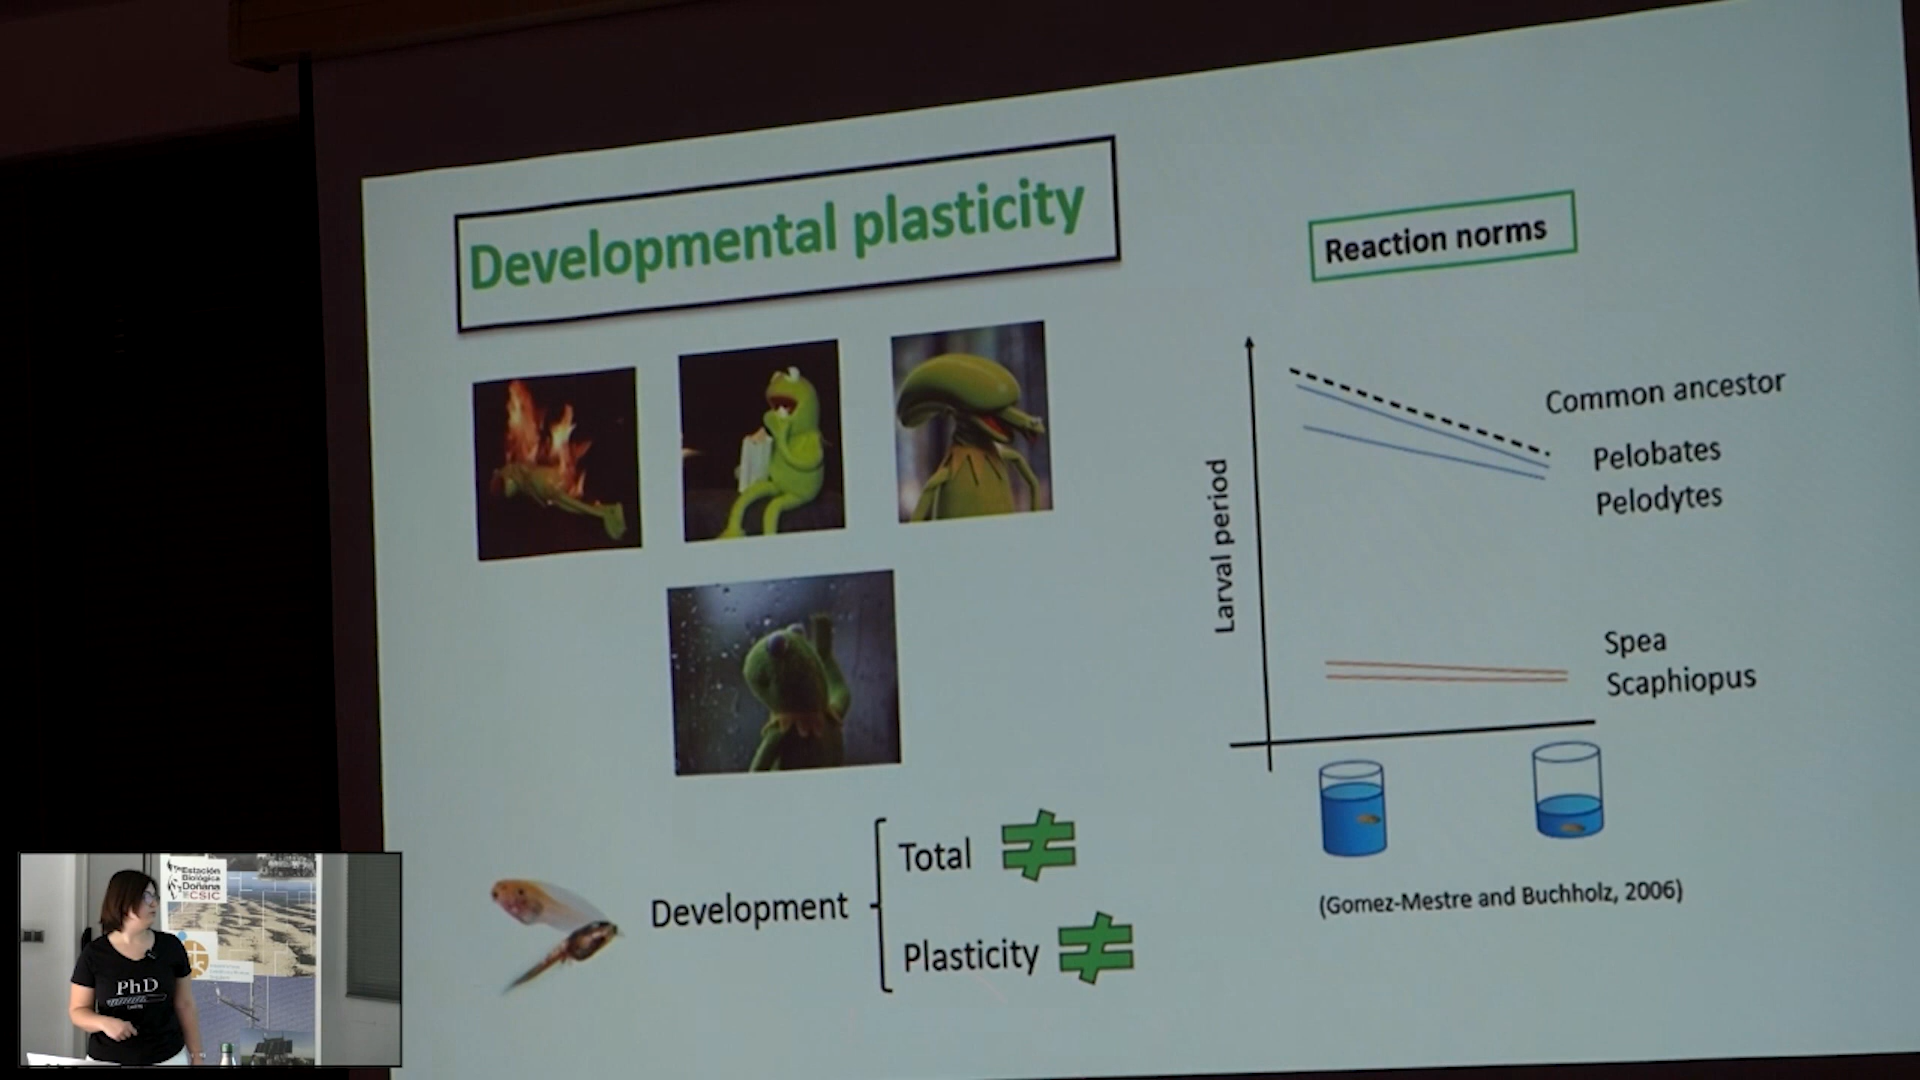 Developmental plasticity
Reaction norms
Larval period
Common ancestor
Pelobates
Pelodytes
Spea
Scaphiopus
Development
Total ≠
Plasticity ≠
(Gomez-Mestre and Buchholz, 2006)
Estación
Biológica
Doñana
CSIC
PhD